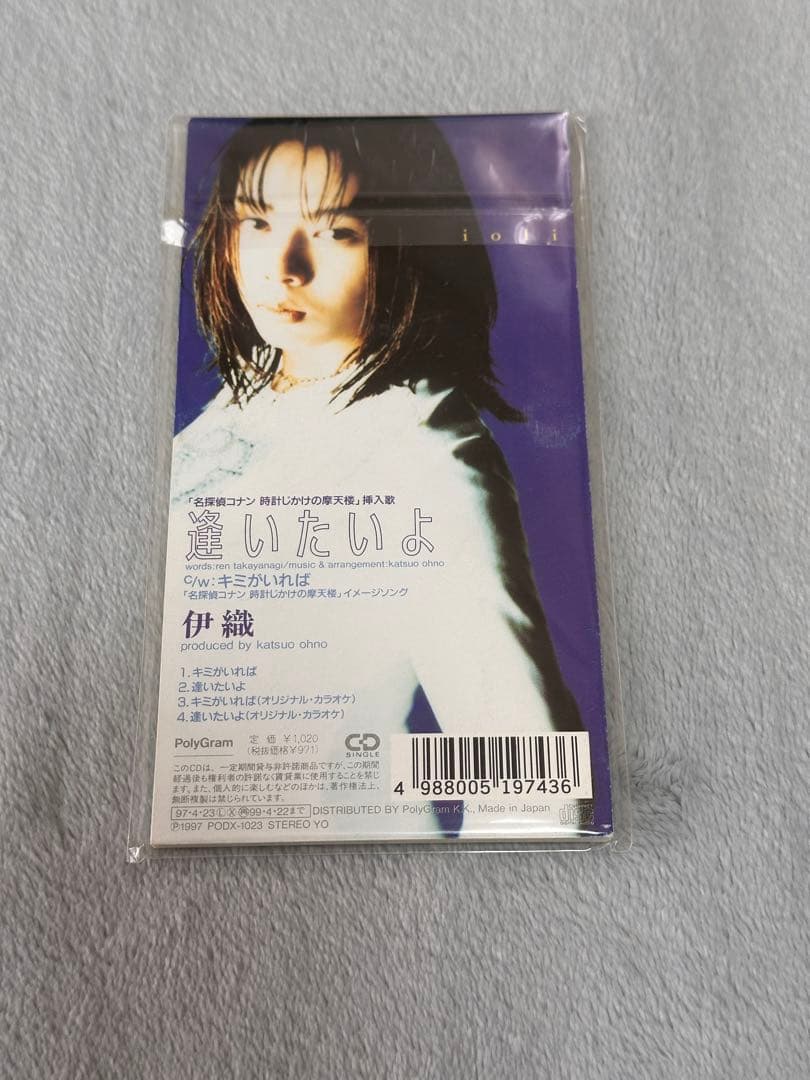 iori
「名探偵コナン 時計じかけの摩天楼」挿入歌
逢いたいよ
words:ren takayanagi/music & arrangement:katsuo ohno
c/w:キミがいれば
「名探偵コナン 時計じかけの摩天楼」イメージソング
伊織
produced by katsuo ohno
1.キミがいれば
2.逢いたいよ
3.キミがいれば(オリジナル・カラオケ)
4.逢いたいよ(オリジナル・カラオケ)
PolyGram 定価 ¥1,020
(税抜価格¥971)
CD SINGLE
このCDは、一定期間貸与非許諾商品ですが、この期間
経過後も権利者の許諾なく賃貸業に使用することを禁じ
ます。また、個人的に楽しむなどのほかは、著作権法上、
無断複製は禁じられています。
4 988005 197436
97・4・23 L X 再99・4・22まで DISTRIBUTED BY PolyGram K.K., Made in Japan
℗1997 PODX-1023 STEREO YO